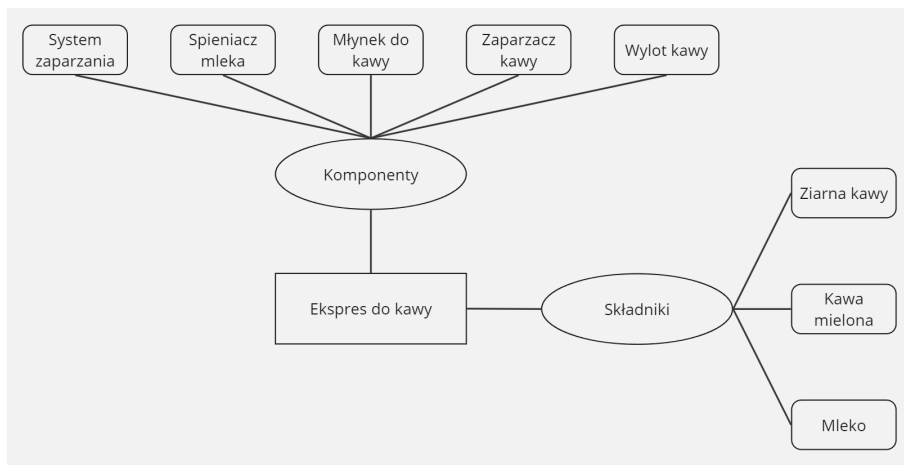 System
zaparzania
Spieniacz
mleka
Młynek do
kawy
Zaparzacz
kawy
Wylot kawy
Komponenty
Ziarna kawy
Ekspres do kawy
Składniki
Kawa
mielona
Mleko